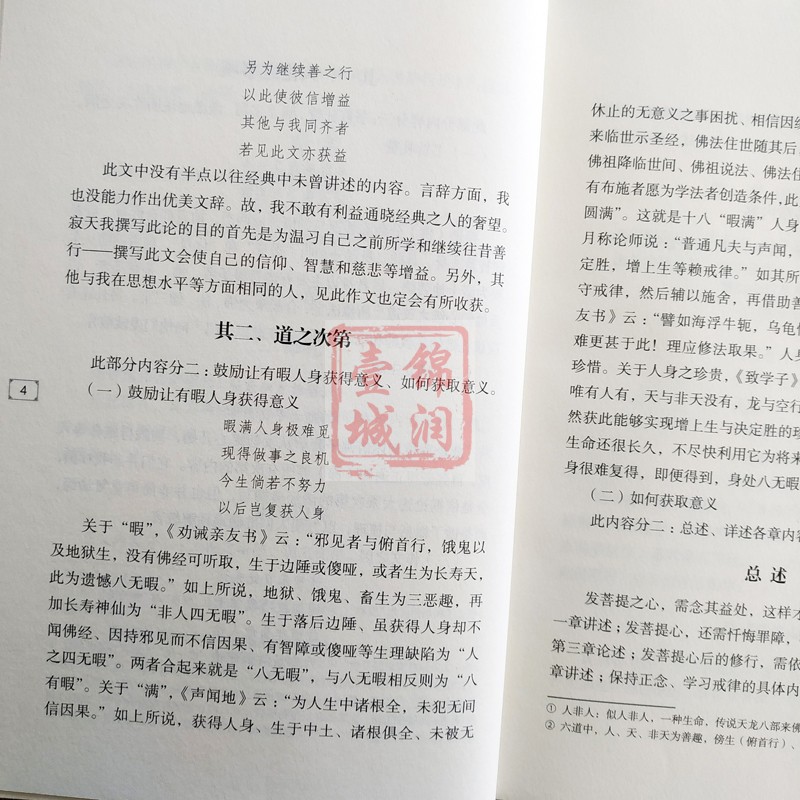 另为继续善之行
以此使彼信增益
其他与我同齐者
若见此文亦获益
此文中没有半点以往经典中未曾讲述的内容。言辞方面，我
也没能力作出优美文辞。故，我不敢有利益通晓经典之人的奢望。
寂天我撰写此论的目的首先是为温习自己之前所学和继续往昔善
行——撰写此文会使自己的信仰、智慧和慈悲等增益。另外，其
他与我在思想水平等方面相同的人，见此作文也定会有所收获。
其二、道之次第
此部分内容分二：鼓励让有暇人身获得意义、如何获取意义。
（一）鼓励让有暇人身获得意义
暇满人身极难见
现得做事之良机
今生倘若不努力
以后岂复获人身
关于“暇”，《劝诫亲友书》云：“邪见者与俯首行，饿鬼以
及地狱生，没有佛经可听取，生于边陲或傻哑，或者生为长寿天，
此为遗憾八无暇。”如上所说，地狱、饿鬼、畜生为三恶趣，再
加长寿神仙为“非人四无暇”。生于落后边陲、虽获得人身却不
闻佛经、因持邪见而不信因果、有智障或傻哑等生理缺陷为“人
之四无暇”。两者合起来就是“八无暇”，与八无暇相反则为“八
有暇”。关于“满”，《声闻地》云：“为人生中诸根全，未犯无间
信因果。”如上所说，获得人身、生于中土、诸根俱全、未被无
4
锦润壹城
休止的无意义之事困扰、相信因
来临世示圣经，佛法住世随其后
佛祖降临世间、佛祖说法、佛法住
有布施者愿为学法者创造条件，此
圆满”。这就是十八“暇满”人身
月称论师说：“普通凡夫与声闻，
定胜，增上生等赖戒律。”如其所
守戒律，然后辅以施舍，再借助善
友书》云：“譬如海浮牛轭，乌龟
难更甚于此！理应修法取果。”人身
珍惜。关于人身之珍贵，《致学子》
唯有人有，天与非天没有，龙与空行
然获此能够实现增上生与决定胜的
生命还很长久，不尽快利用它为将来
身很难复得，即便得到，身处八无暇
（二）如何获取意义
此内容分二：总述、详述各章内容
总述
发菩提之心，需念其益处，这样才
一章讲述；发菩提心，还需忏悔罪障，
第三章论述；发菩提心后的修行，需依
章讲述；保持正念、学习戒律的具体内
① 人非人：似人非人，一种生命，传说天龙八部来佛
② 六道中，人、天、非天为善趣，傍生（俯首行）、